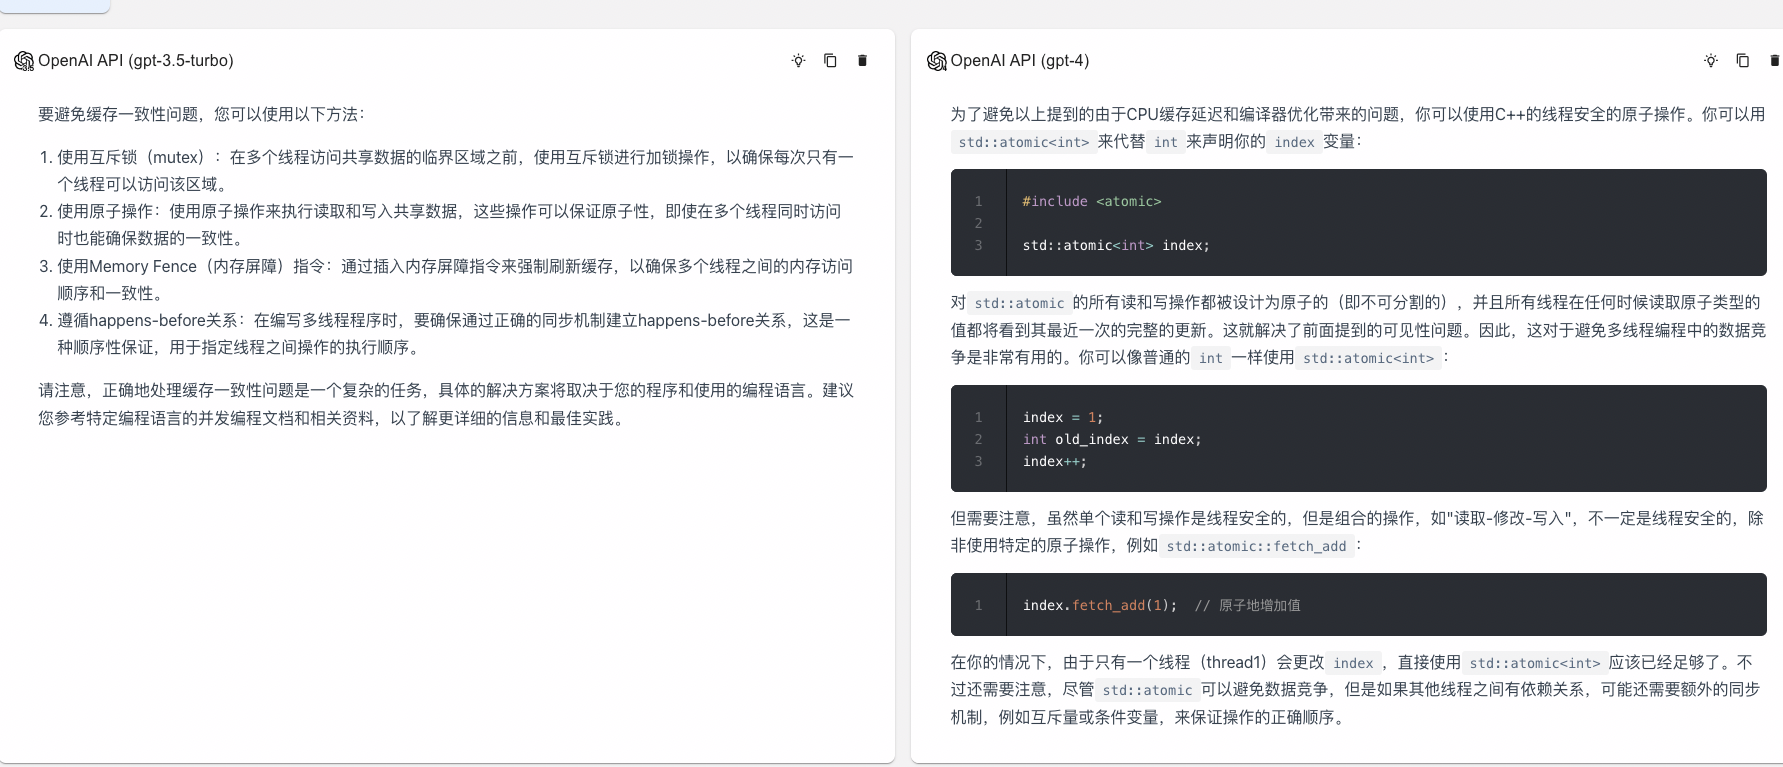 OpenAI API (gpt-3.5-turbo)
要避免缓存一致性问题，您可以使用以下方法：
1. 使用互斥锁（mutex）：在多个线程访问共享数据的临界区域之前，使用互斥锁进行加锁操作，以确保每次只有一
个线程可以访问该区域。
2. 使用原子操作：使用原子操作来执行读取和写入共享数据，这些操作可以保证原子性，即使在多个线程同时访问
时也能确保数据的一致性。
3. 使用Memory Fence（内存屏障）指令：通过插入内存屏障指令来强制刷新缓存，以确保多个线程之间的内存访问
顺序和一致性。
4. 遵循happens-before关系：在编写多线程程序时，要确保通过正确的同步机制建立happens-before关系，这是一
种顺序性保证，用于指定线程之间操作的执行顺序。
请注意，正确地处理缓存一致性问题是一个复杂的任务，具体的解决方案将取决于您的程序和使用的编程语言。建议
您参考特定编程语言的并发编程文档和相关资料，以了解更详细的信息和最佳实践。
OpenAI API (gpt-4)
为了避免以上提到的由于CPU缓存延迟和编译器优化带来的问题，你可以使用C++的线程安全的原子操作。你可以用
std::atomic<int> 来代替 int 来声明你的 index 变量：
1 #include <atomic>
2
3 std::atomic<int> index;
对 std::atomic 的所有读和写操作都被设计为原子的（即不可分割的），并且所有线程在任何时候读取原子类型的
值都将看到其最近一次的完整的更新。这就解决了前面提到的可见性问题。因此，这对于避免多线程编程中的数据竞
争是非常有用的。你可以像普通的 int 一样使用 std::atomic<int> ：
1 index = 1;
2 int old_index = index;
3 index++;
但需要注意，虽然单个读和写操作是线程安全的，但是组合的操作，如"读取-修改-写入"，不一定是线程安全的，除
非使用特定的原子操作，例如 std::atomic::fetch_add ：
1 index.fetch_add(1); // 原子地增加值
在你的情况下，由于只有一个线程（thread1）会更改 index ，直接使用 std::atomic<int> 应该已经足够了。不
过还需要注意，尽管 std::atomic 可以避免数据竞争，但是如果其他线程之间有依赖关系，可能还需要额外的同步
机制，例如互斥量或条件变量，来保证操作的正确顺序。